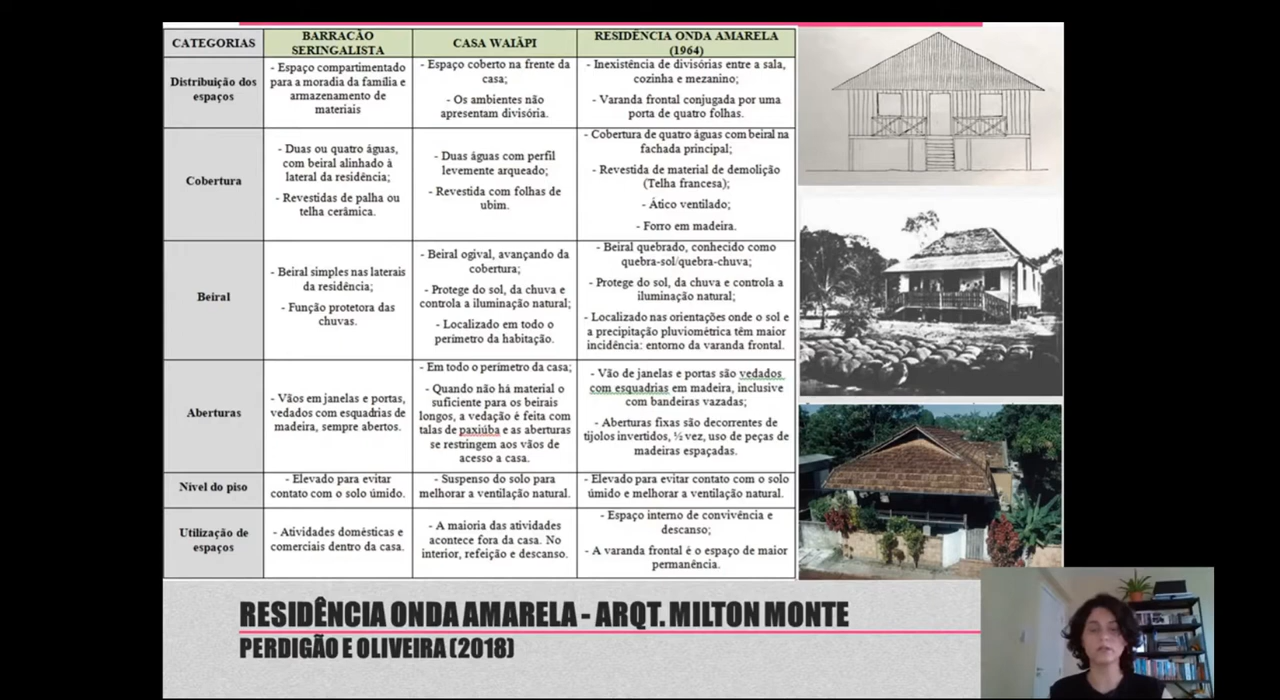 CATEGORIAS
BARRACÃO
SERINGALISTA
CASA WAIÃPI
RESIDÊNCIA ONDA AMARELA
(1964)
Distribuição dos
espaços
- Espaço compartimentado
para a moradia da família e
armazenamento de
materiais
- Espaço coberto na frente da
casa;
- Os ambientes não
apresentam divisória.
- Inexistência de divisórias entre a sala,
cozinha e mezanino;
- Varanda frontal conjugada por uma
porta de quatro folhas.
Cobertura
- Duas ou quatro águas,
com beiral alinhado à
lateral da residência;
- Revestidas de palha ou
telha cerâmica.
- Duas águas com perfil
levemente arqueado;
- Revestida com folhas de
ubim.
- Cobertura de quatro águas com beiral na
fachada principal;
- Revestida de material de demolição
(Telha francesa);
- Ático ventilado;
- Forro em madeira.
Beiral
- Beiral simples nas laterais
da residência;
- Função protetora das
chuvas.
- Beiral ogival, avançando da
cobertura;
- Protege do sol, da chuva e
controla a iluminação natural;
- Localizado em todo o
perímetro da habitação.
- Beiral quebrado, conhecido como
quebra-sol/quebra-chuva;
- Protege do sol, da chuva e controla a
iluminação natural;
- Localizado nas orientações onde o sol e
a precipitação pluviométrica têm maior
incidência: entorno da varanda frontal.
Aberturas
- Vãos em janelas e portas,
vedados com esquadrias de
madeira, sempre abertos.
- Em todo o perímetro da casa;
- Quando não há material o
suficiente para os beirais
longos, a vedação é feita com
talas de paxiúba e as aberturas
se restringem aos vãos de
acesso a casa.
- Vão de janelas e portas são vedados
com esquadrias em madeira, inclusive
com bandeiras vazadas;
- Aberturas fixas são decorrentes de
tijolos invertidos, ½ vez, uso de peças de
madeiras espaçadas.
Nível do piso
- Elevado para evitar
contato com o solo úmido.
- Suspenso do solo para
melhorar a ventilação natural.
- Elevado para evitar contato com o solo
úmido e melhorar a ventilação natural.
Utilização de
espaços
- Atividades domésticas e
comerciais dentro da casa.
- A maioria das atividades
acontece fora da casa. No
interior, refeição e descanso.
- Espaço interno de convivência e
descanso;
- A varanda frontal é o espaço de maior
permanência.
RESIDÊNCIA ONDA AMARELA - ARQT. MILTON MONTE
PERDIGÃO E OLIVEIRA (2018)